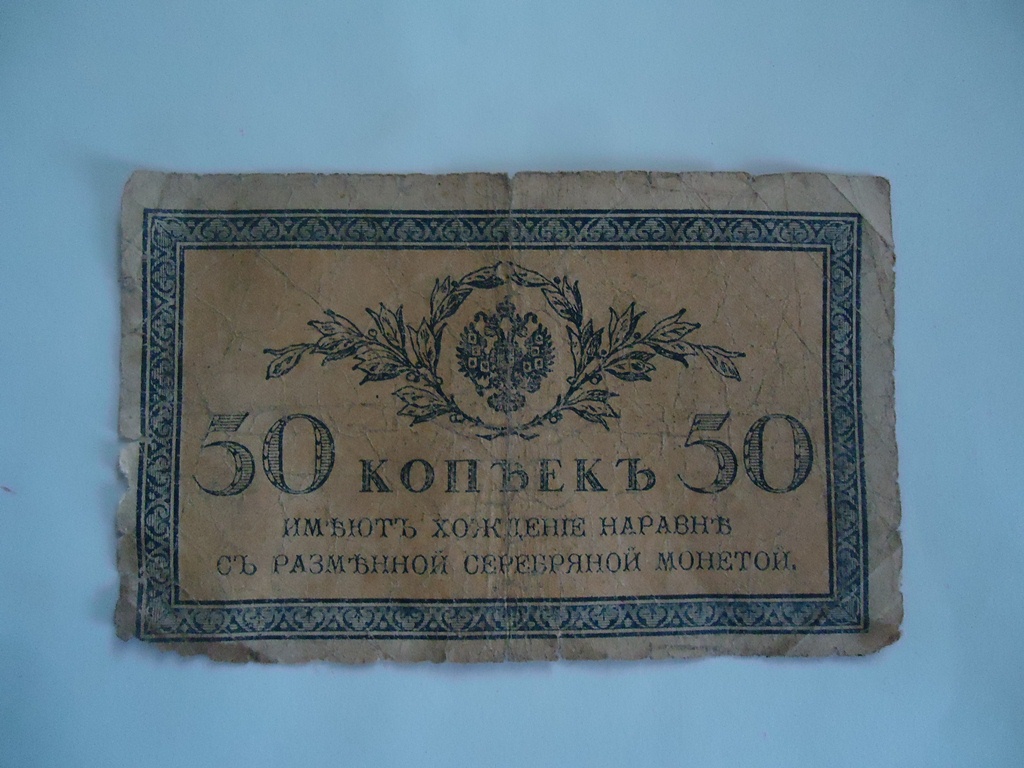 50 КОПѢЕКЪ 50
ИМѢЮТЪ ХОЖДЕНІЕ НАРАВНѢ
СЪ РАЗМѢННОЙ СЕРЕБРЯНОЙ МОНЕТОЙ.